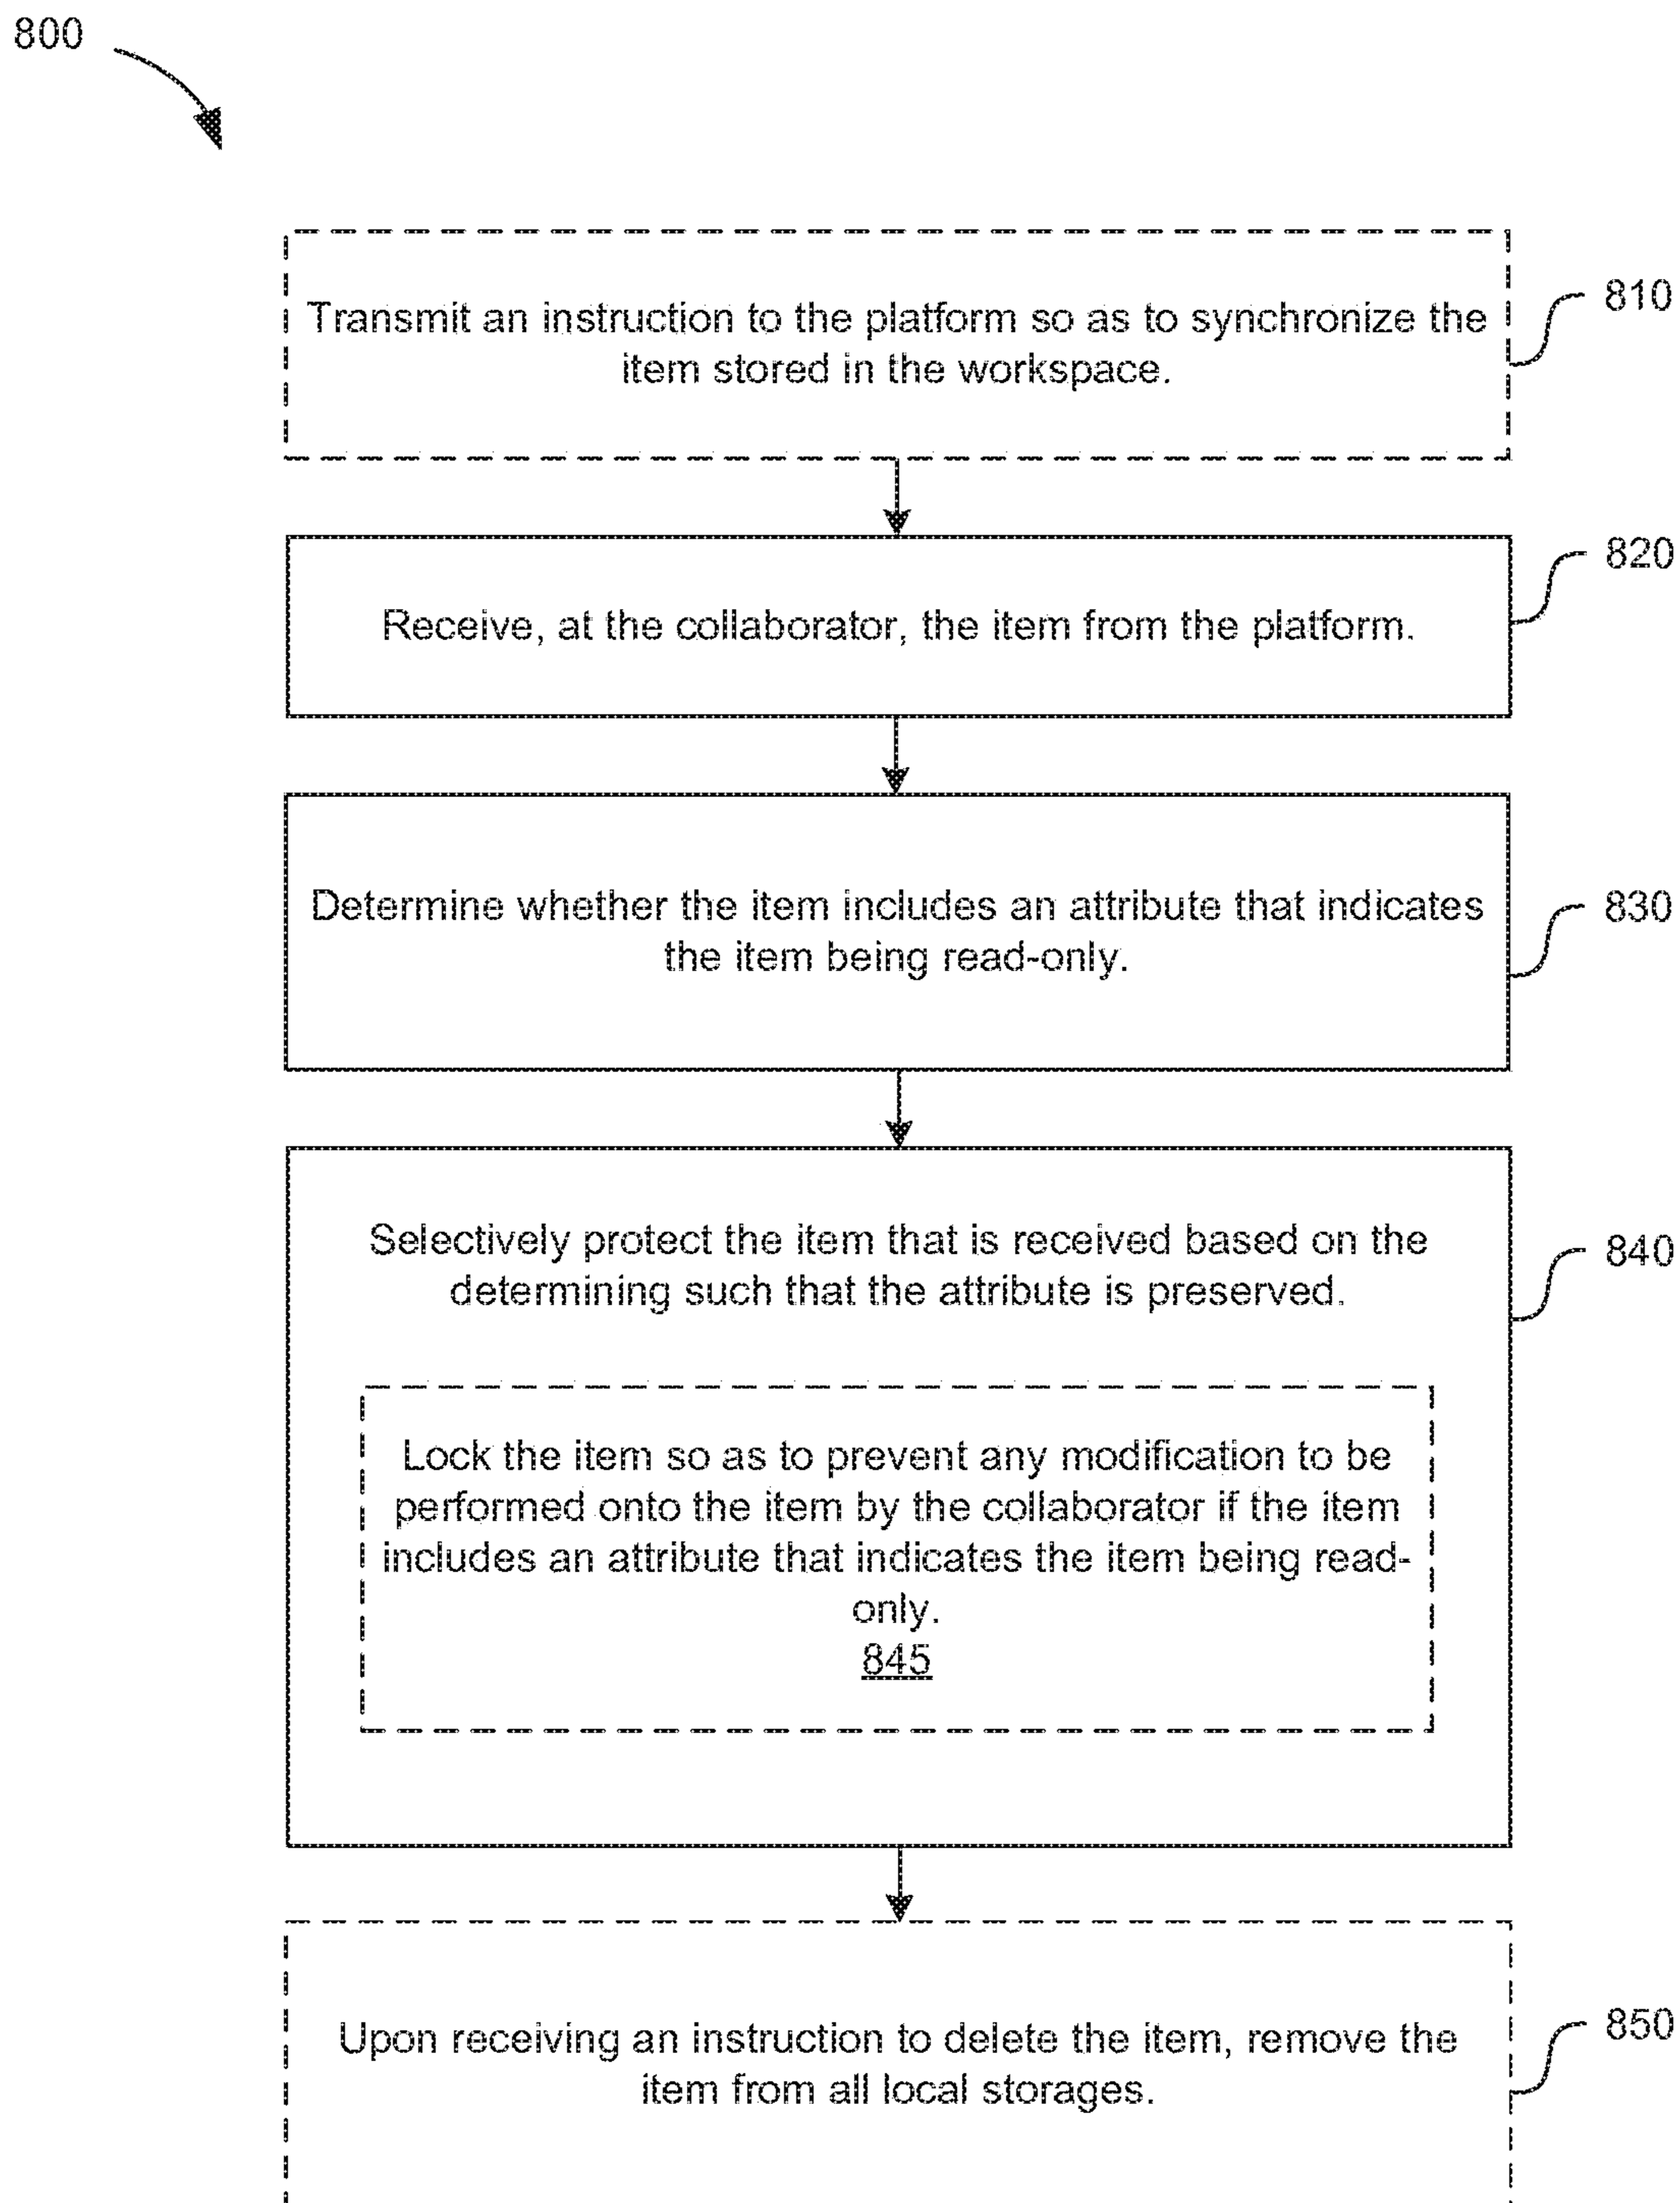 800
Transmit an instruction to the platform so as to synchronize the
item stored in the workspace.
810
Receive, at the collaborator, the item from the platform.
820
Determine whether the item includes an attribute that indicates
the item being read-only.
830
Selectively protect the item that is received based on the
determining such that the attribute is preserved.
840
Lock the item so as to prevent any modification to be
performed onto the item by the collaborator if the item
includes an attribute that indicates the item being read-
only.
845
Upon receiving an instruction to delete the item, remove the
item from all local storages.
850